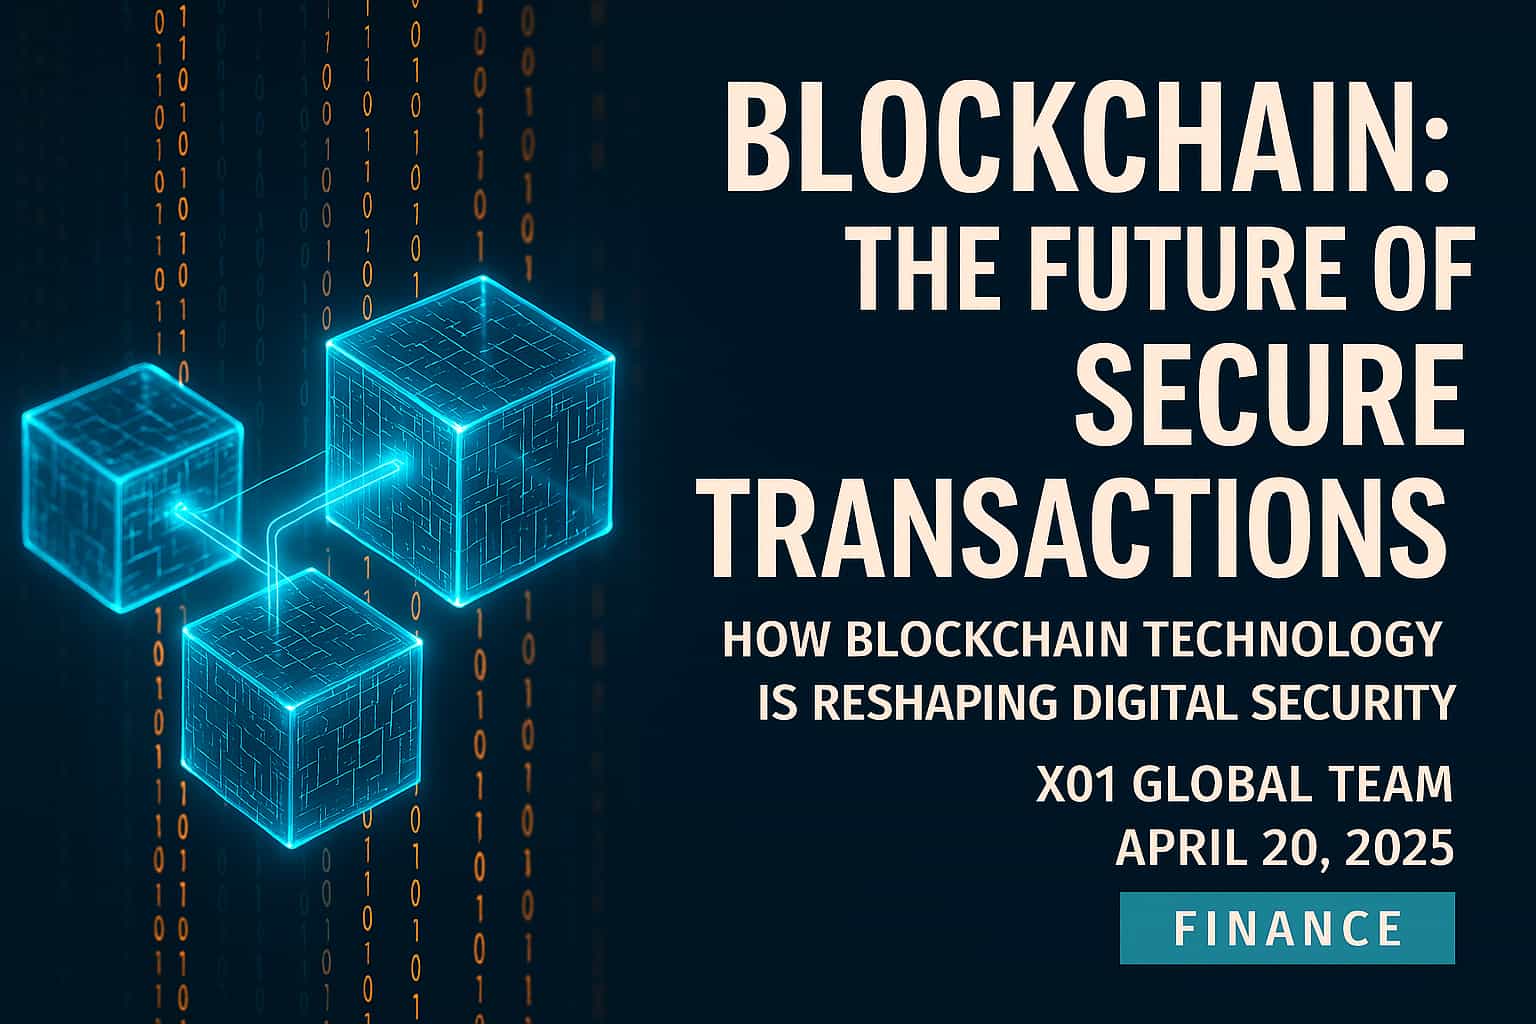 BLOCKCHAIN:
THE FUTURE OF
SECURE
TRANSACTIONS
HOW BLOCKCHAIN TECHNOLOGY
IS RESHAPING DIGITAL SECURITY
X01 GLOBAL TEAM
APRIL 20, 2025
FINANCE